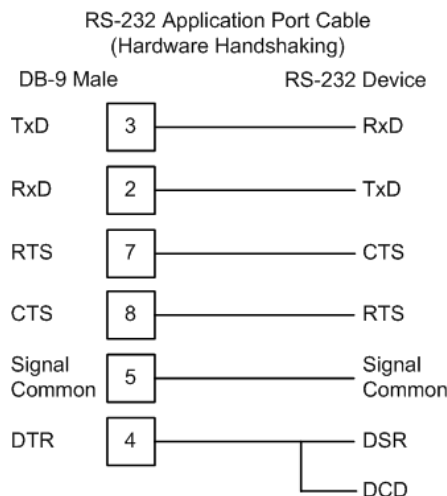 RS-232 Application Port Cable
(Hardware Handshaking)
DB-9 Male RS-232 Device
TxD 3 RxD
RxD 2 TxD
RTS 7 CTS
CTS 8 RTS
Signal Common 5 Signal Common
DTR 4 DSR
DCD